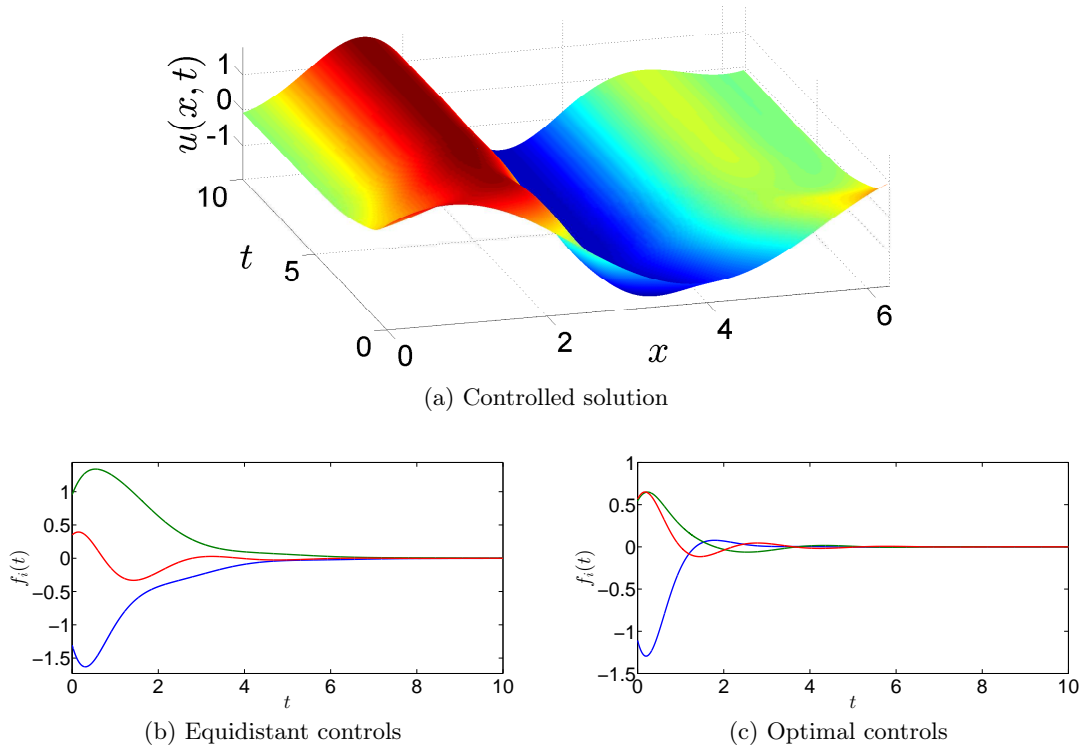 u(x, t)
1
0
-1
10
5
0
t
0
2
4
6
x
(a) Controlled solution
f_i(t)
1
0.5
0
−0.5
−1
−1.5
0 2 4 6 8 10
t
(b) Equidistant controls
f_i(t)
1
0.5
0
−0.5
−1
−1.5
0 2 4 6 8 10
t
(c) Optimal controls